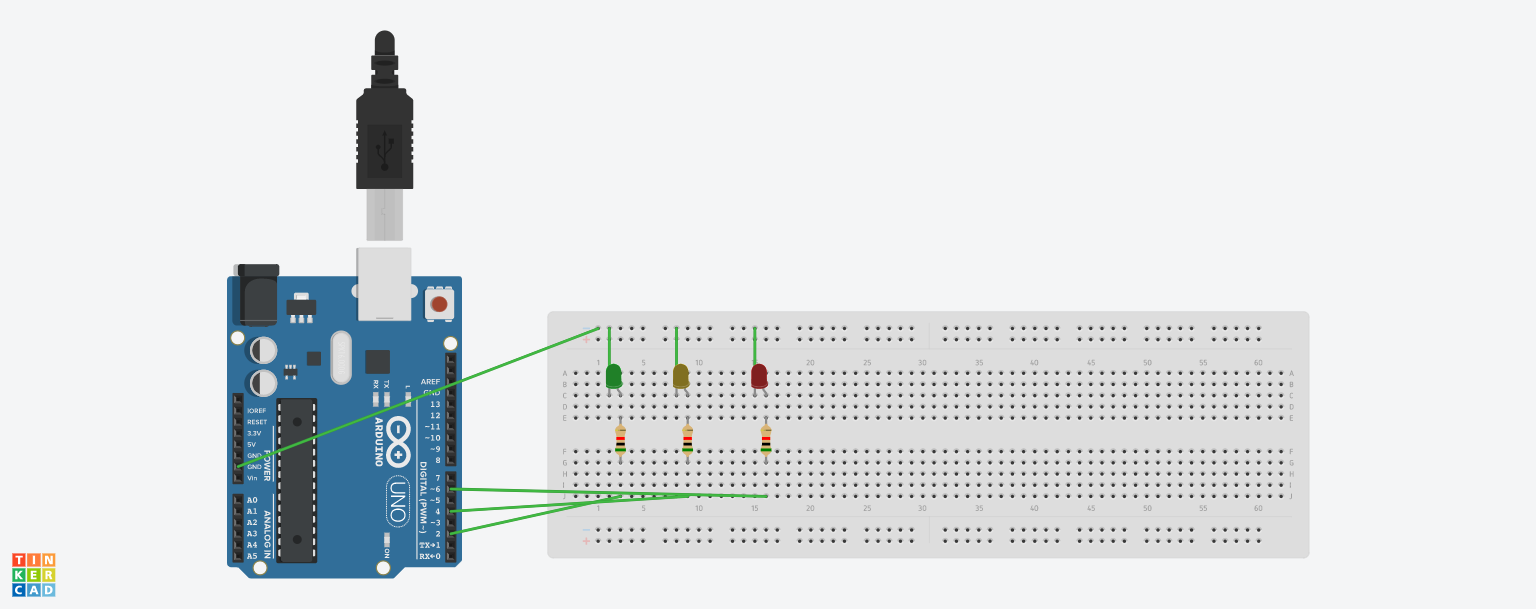 AREF
GND
13
12
~11
~10
~9
8
7
~6
~5
4
~3
2
TX→1
RX←0
DIGITAL (PWM~)
RX
TX
L
ARDUINO
UNO
ON
IOREF
RESET
3.3V
5V
GND
GND
Vin
POWER
A0
A1
A2
A3
A4
A5
ANALOG IN
1 5 10 15 20 25 30 35 40 45 50 55 60
A A
B B
C C
D D
E E
F F
G G
H H
I I
J J
1 5 10 15 20 25 30 35 40 45 50 55 60
TIN
KER
CAD